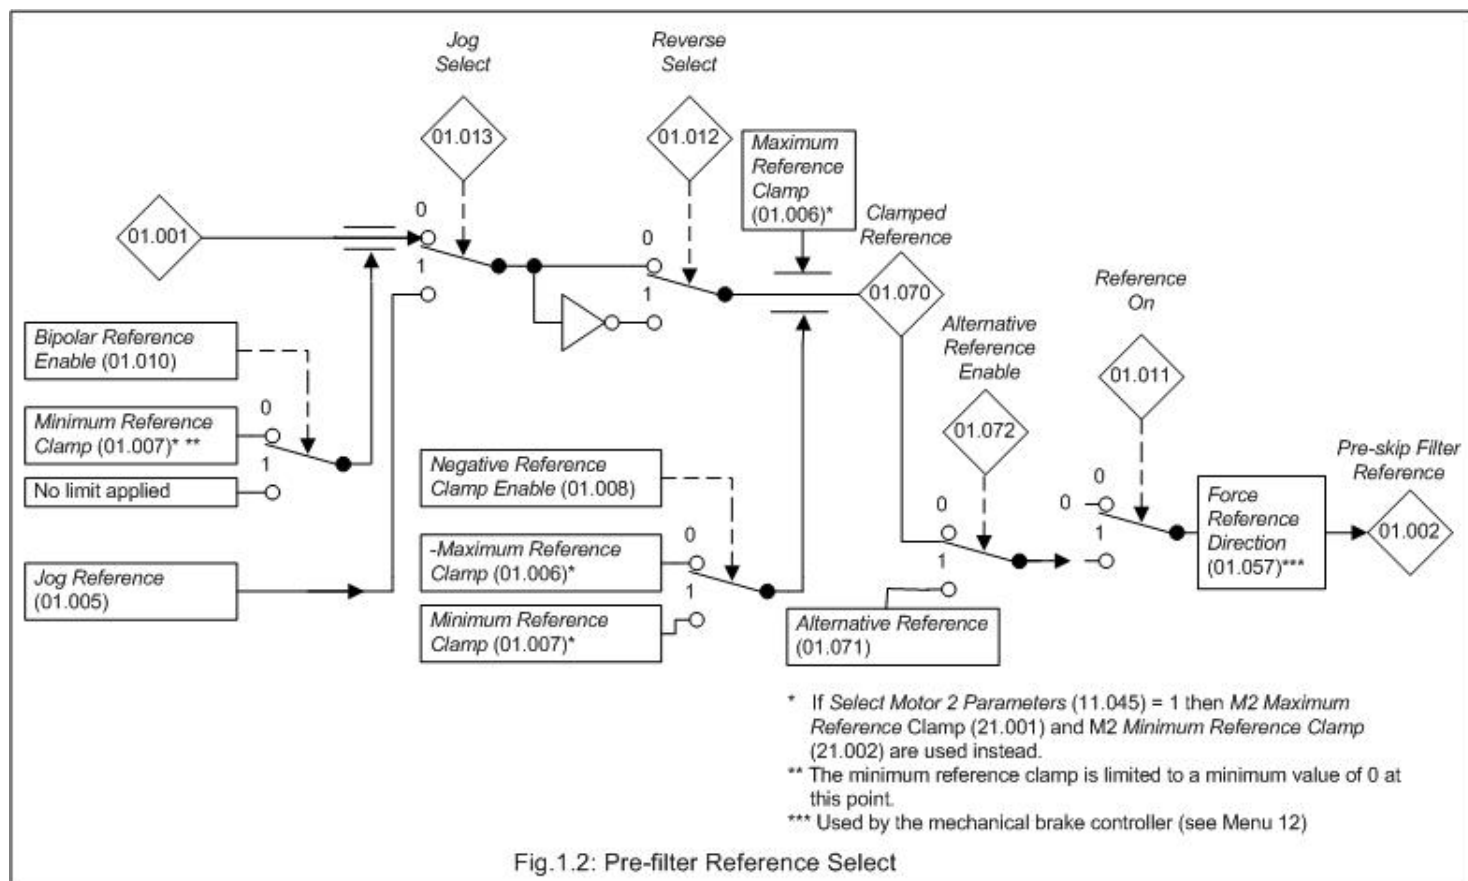 Jog
Select
Reverse
Select
01.013
01.012
Maximum
Reference
Clamp
(01.006)*
Clamped
Reference
0
1
0
1
01.001
01.070
Reference
On
Bipolar Reference
Enable (01.010)
Alternative
Reference
Enable
01.011
0
1
Minimum Reference
Clamp (01.007)* **
No limit applied
01.072
Negative Reference
Clamp Enable (01.008)
Pre-skip Filter
Reference
0
1
-Maximum Reference
Clamp (01.006)*
Minimum Reference
Clamp (01.007)*
0
1
0
0
1
Force
Reference
Direction
(01.057)***
01.002
Jog Reference
(01.005)
Alternative Reference
(01.071)
* If Select Motor 2 Parameters (11.045) = 1 then M2 Maximum
Reference Clamp (21.001) and M2 Minimum Reference Clamp
(21.002) are used instead.
** The minimum reference clamp is limited to a minimum value of 0 at
this point.
*** Used by the mechanical brake controller (see Menu 12)
Fig.1.2: Pre-filter Reference Select